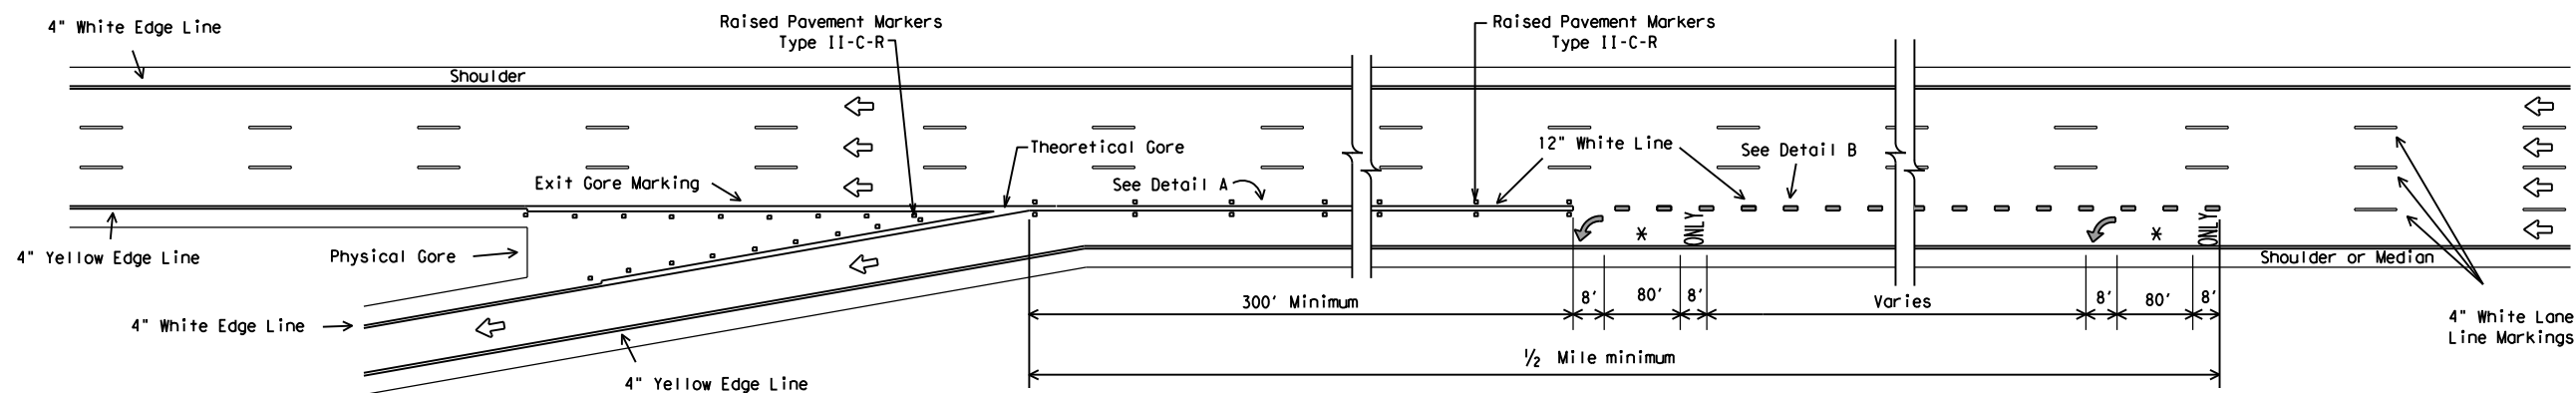 4" White Edge Line
Raised Pavement Markers
Type II-C-R
Raised Pavement Markers
Type II-C-R
Shoulder
Theoretical Gore
12" White Line
See Detail B
Exit Gore Marking
See Detail A
*
ONLY
*
ONLY
4" Yellow Edge Line
Physical Gore
Shoulder or Median
300' Minimum
8'
80'
8'
Varies
8'
80'
8'
4" White Edge Line
4" White Lane
Line Markings
1/2 Mile minimum
4" Yellow Edge Line